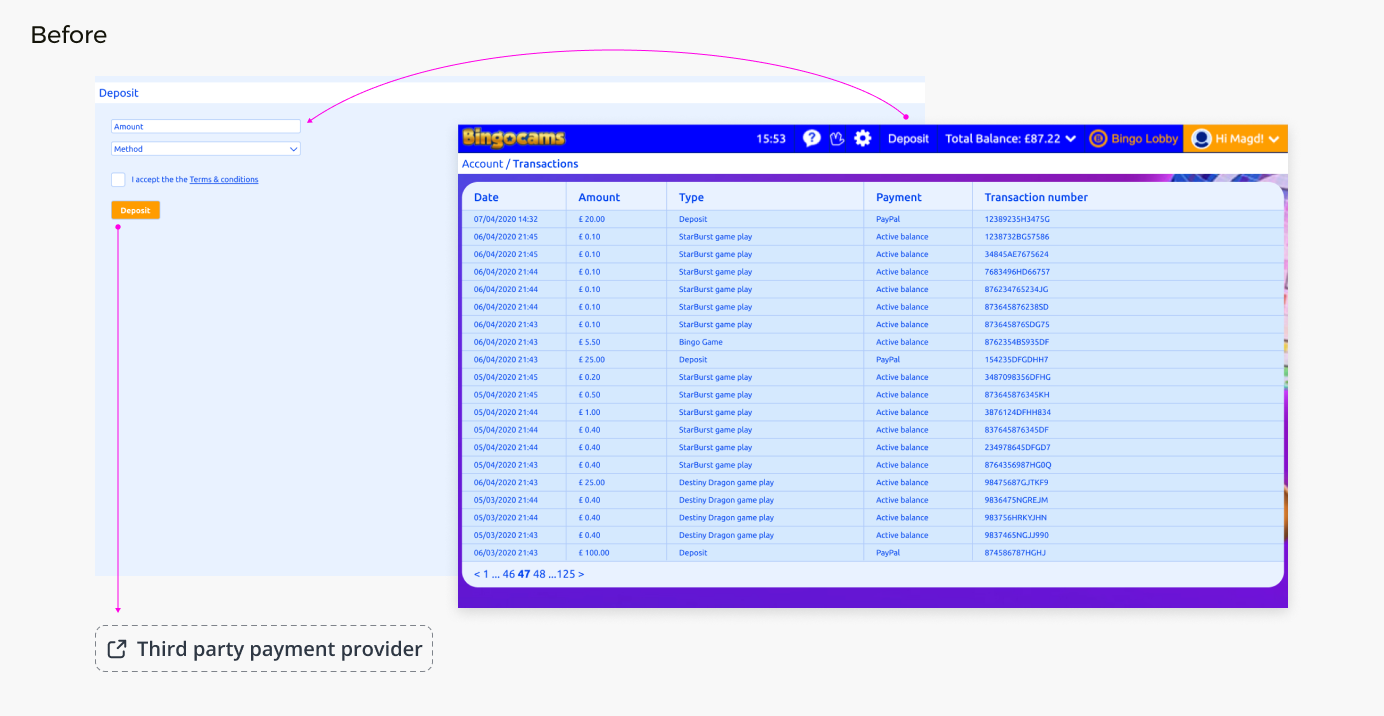 Before
Deposit
Amount
Method
I accept the the Terms & conditions
Deposit
Third party payment provider
Bingocams 15:53 Deposit Total Balance: £87.22 Bingo Lobby Hi Magd!
Account / Transactions
Date Amount Type Payment Transaction number
07/04/2020 14:32 £ 20.00 Deposit PayPal 12389235H3475G
06/04/2020 21:45 £ 0.10 StarBurst game play Active balance 1238732BG57586
06/04/2020 21:45 £ 0.10 StarBurst game play Active balance 34845AE7675624
06/04/2020 21:44 £ 0.10 StarBurst game play Active balance 7683496HD66757
06/04/2020 21:44 £ 0.10 StarBurst game play Active balance 876234765234JG
06/04/2020 21:44 £ 0.10 StarBurst game play Active balance 873645876238SD
06/04/2020 21:43 £ 0.10 StarBurst game play Active balance 873645876SDG75
06/04/2020 21:43 £ 5.50 Bingo Game Active balance 8762354BS935DF
06/04/2020 21:43 £ 25.00 Deposit PayPal 154235DFGDHH7
05/04/2020 21:45 £ 0.20 StarBurst game play Active balance 3487098356DFHG
05/04/2020 21:45 £ 0.50 StarBurst game play Active balance 873645876345KH
05/04/2020 21:44 £ 1.00 StarBurst game play Active balance 3876124DFHH834
05/04/2020 21:44 £ 0.40 StarBurst game play Active balance 837645876345DF
05/04/2020 21:44 £ 0.40 StarBurst game play Active balance 234978645DFGD7
05/04/2020 21:43 £ 0.40 StarBurst game play Active balance 8764356987HG0Q
06/04/2020 21:43 £ 25.00 Destiny Dragon game play Active balance 98475687GJTKF9
05/03/2020 21:44 £ 0.40 Destiny Dragon game play Active balance 9836475NGREJM
05/03/2020 21:44 £ 0.40 Destiny Dragon game play Active balance 983756HRKYJHN
05/03/2020 21:43 £ 0.40 Destiny Dragon game play Active balance 9837465NGJJ990
06/03/2020 21:43 £ 100.00 Deposit PayPal 874586787HGHJ
< 1 ... 46 47 48 ...125 >